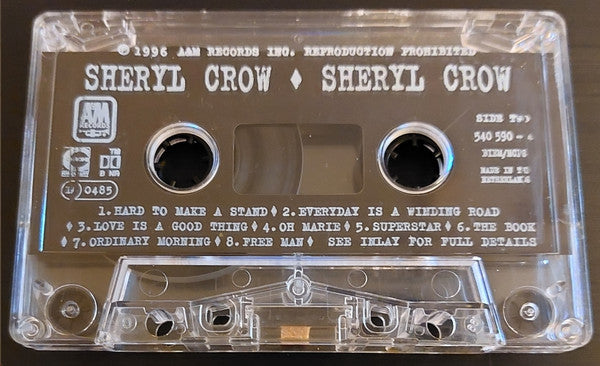 ℗ 1996 A&M RECORDS INC. REPRODUCTION PROHIBITED
SHERYL CROW ♦ SHERYL CROW
A&M
RECORDS
SIDE TWO
540 590 - 4
DI 0485
MADE IN
1.HARD TO MAKE A STAND♦ 2.EVERYDAY IS A WINDING ROAD
♦ 3.LOVE IS A GOOD THING♦ 4.OH MARIE♦ 5.SUPERSTAR♦ 6.THE BOOK
♦ 7.ORDINARY MORNING♦ 8.FREE MAN♦ SEE INLAY FOR FULL DETAILS